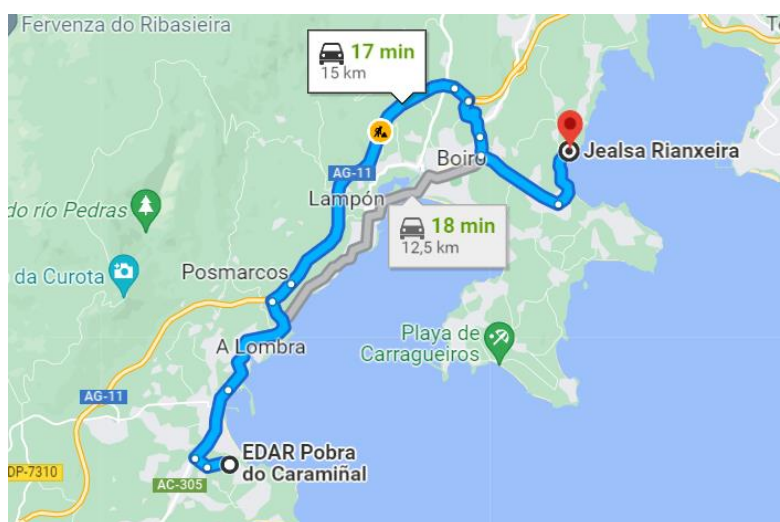 Fervenza do Ribasieira
17 min
15 km
Boiro
Jealsa Rianxeira
AG-11
Lampón
do río Pedras
18 min
12,5 km
da Curota
Posmarcos
Playa de
Carragueiros
A Lombra
AG-11
EDAR Pobra
do Caramiñal
DP-7310
AC-305